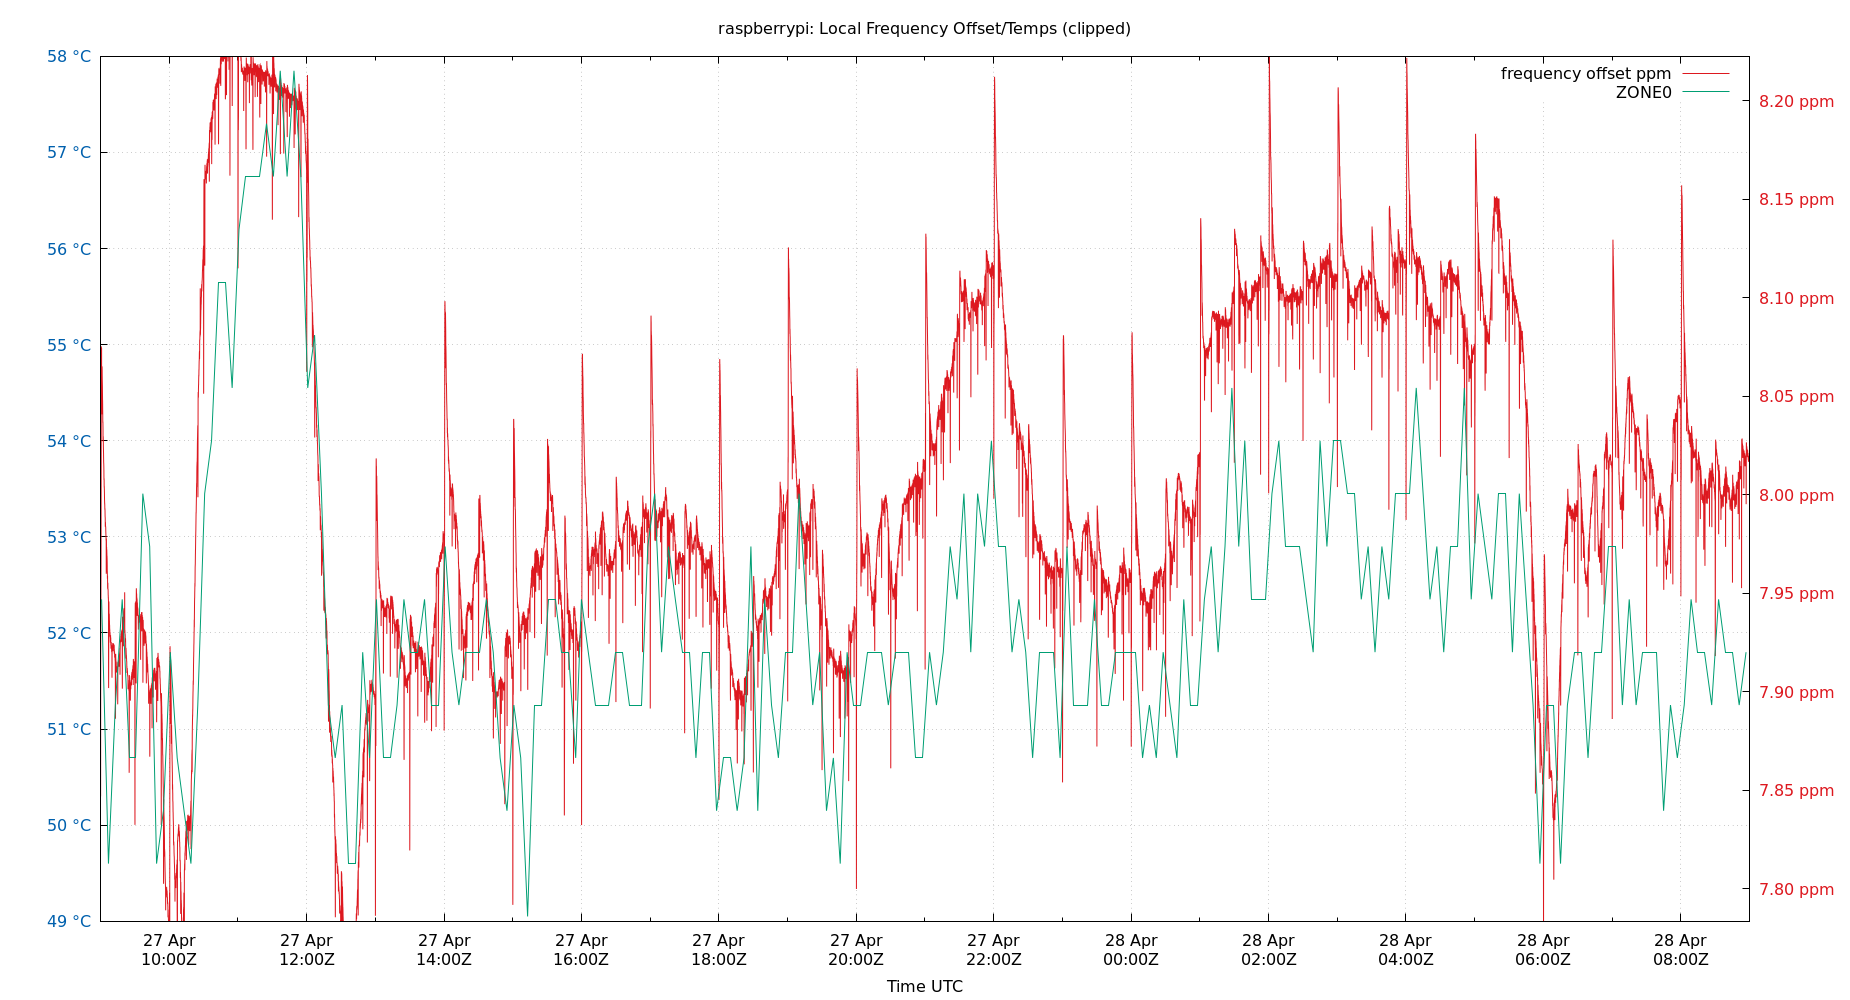 raspberrypi: Local Frequency Offset/Temps (clipped)
frequency offset ppm
ZONE0
58 °C
57 °C
56 °C
55 °C
54 °C
53 °C
52 °C
51 °C
50 °C
49 °C
8.20 ppm
8.15 ppm
8.10 ppm
8.05 ppm
8.00 ppm
7.95 ppm
7.90 ppm
7.85 ppm
7.80 ppm
27 Apr 27 Apr 27 Apr 27 Apr 27 Apr 27 Apr 27 Apr 28 Apr 28 Apr 28 Apr 28 Apr 28 Apr
10:00Z 12:00Z 14:00Z 16:00Z 18:00Z 20:00Z 22:00Z 00:00Z 02:00Z 04:00Z 06:00Z 08:00Z
Time UTC